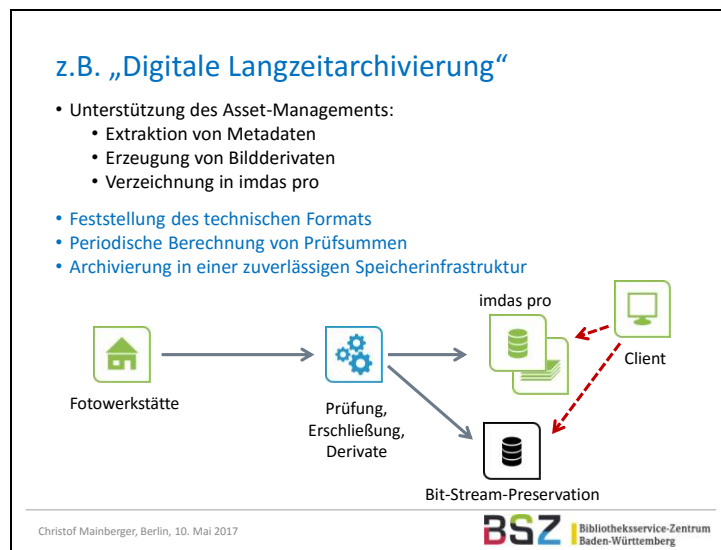 z.B. „Digitale Langzeitarchivierung“
• Unterstützung des Asset-Managements:
• Extraktion von Metadaten
• Erzeugung von Bildderivaten
• Verzeichnung in imdas pro
• Feststellung des technischen Formats
• Periodische Berechnung von Prüfsummen
• Archivierung in einer zuverlässigen Speicherinfrastruktur
imdas pro
Client
Fotowerkstätte
Prüfung,
Erschließung,
Derivate
Bit-Stream-Preservation
Christof Mainberger, Berlin, 10. Mai 2017
BSZ
Bibliotheksservice-Zentrum
Baden-Württemberg